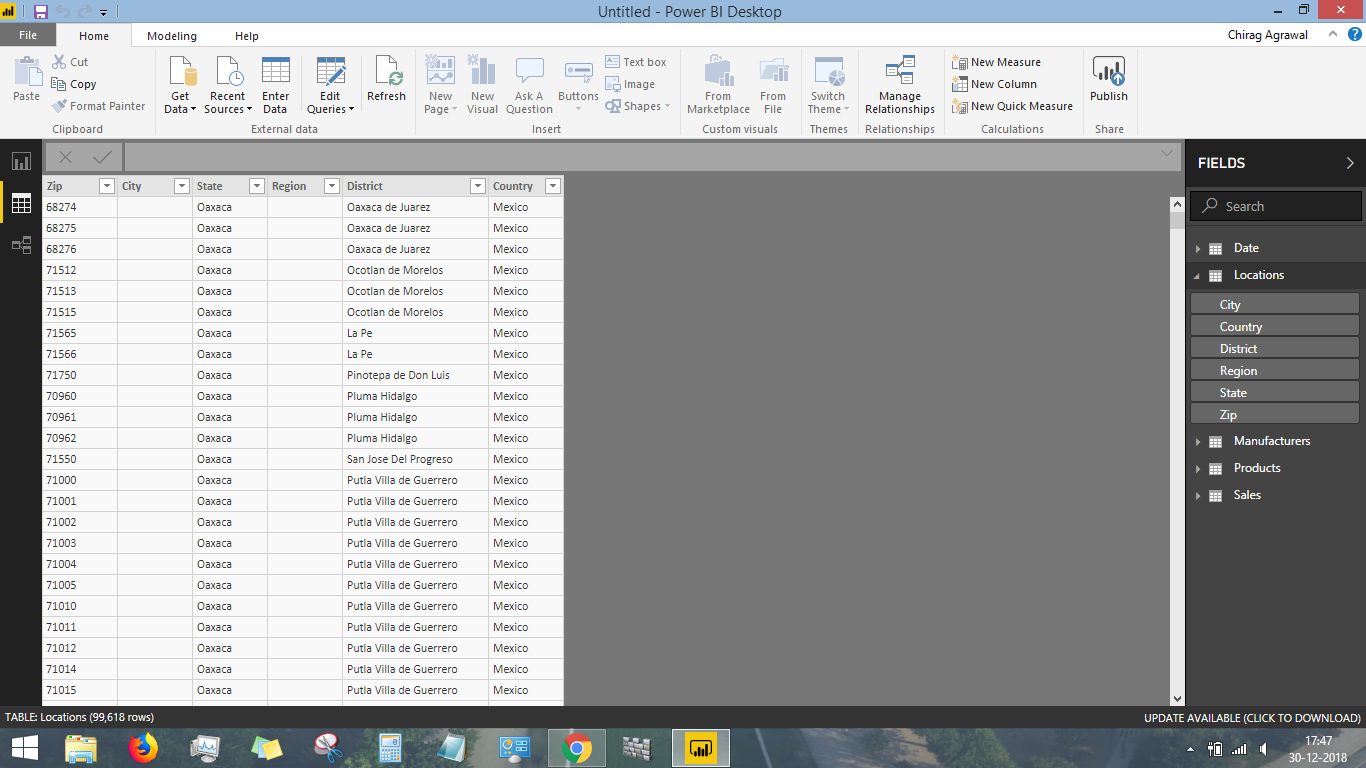 Untitled - Power BI Desktop
File Home Modeling Help Chirag Agrawal
Paste Cut Copy Format Painter Clipboard
Get Data Recent Sources Enter Data Edit Queries Refresh External data
New Page New Visual Ask A Question Buttons Text box Image Shapes Insert
From Marketplace From File Custom visuals
Switch Theme Themes
Manage Relationships Relationships
New Measure New Column New Quick Measure Calculations
Publish Share
Zip City State Region District Country
68274 Oaxaca Oaxaca de Juarez Mexico
68275 Oaxaca Oaxaca de Juarez Mexico
68276 Oaxaca Oaxaca de Juarez Mexico
71512 Oaxaca Ocotlan de Morelos Mexico
71513 Oaxaca Ocotlan de Morelos Mexico
71515 Oaxaca Ocotlan de Morelos Mexico
71565 Oaxaca La Pe Mexico
71566 Oaxaca La Pe Mexico
71750 Oaxaca Pinotepa de Don Luis Mexico
70960 Oaxaca Pluma Hidalgo Mexico
70961 Oaxaca Pluma Hidalgo Mexico
70962 Oaxaca Pluma Hidalgo Mexico
71550 Oaxaca San Jose Del Progreso Mexico
71000 Oaxaca Putla Villa de Guerrero Mexico
71001 Oaxaca Putla Villa de Guerrero Mexico
71002 Oaxaca Putla Villa de Guerrero Mexico
71003 Oaxaca Putla Villa de Guerrero Mexico
71004 Oaxaca Putla Villa de Guerrero Mexico
71005 Oaxaca Putla Villa de Guerrero Mexico
71010 Oaxaca Putla Villa de Guerrero Mexico
71011 Oaxaca Putla Villa de Guerrero Mexico
71012 Oaxaca Putla Villa de Guerrero Mexico
71014 Oaxaca Putla Villa de Guerrero Mexico
71015 Oaxaca Putla Villa de Guerrero Mexico
FIELDS
Search
Date
Locations
City
Country
District
Region
State
Zip
Manufacturers
Products
Sales
TABLE: Locations (99,618 rows) UPDATE AVAILABLE (CLICK TO DOWNLOAD)
17:47
30-12-2018